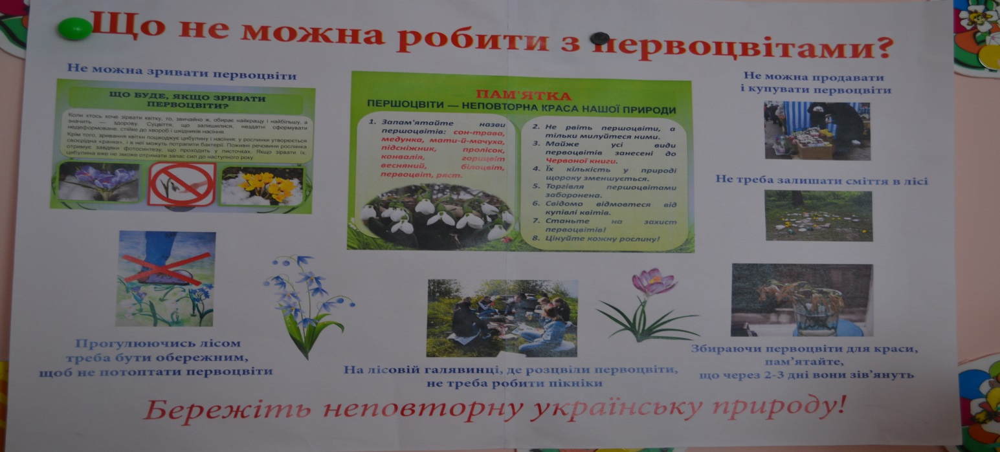 Що не можна робити з первоцвітами?
Не можна зривати первоцвіти
ЩО БУДЕ, ЯКЩО ЗРИВАТИ
ПЕРВОЦВІТИ?
Коли хтось хоче зірвати квітку, то, звичайно ж, обирає найкращу і найбільшу, а
значить — здорову. Суцвіття, що залишилися, нездатні сформувати
недеформоване, стійке до хвороб і шкідників насіння.
Крім того, зривання квітки пошкоджує цибулину і насіння: у рослинки утворюється
своєрідна «ранка», і в неї можуть потрапити бактерії. Поживні речовини рослинка
отримує завдяки фотосинтезу, що проходить у листочках. Якщо зірвати їх,
цибулина вже не зможе отримати запас сил до наступного року.
ПАМ'ЯТКА
ПЕРШОЦВІТИ — НЕПОВТОРНА КРАСА НАШОЇ ПРИРОДИ
1. Запам'ятайте назви
першоцвітів: сон-трава,
медунка, мати-й-мачуха,
підсніжник, пролісок,
конвалія, горицвіт
весняний, білоцвіт,
первоцвіт, ряст.
2. Не рвіть першоцвіти, а
тільки милуйтеся ними.
3. Майже усі види
первоцвітів занесені до
Червоної книги.
4. Їх кількість у природі
щороку зменшується.
5. Торгівля першоцвітами
заборонена.
6. Свідомо відмовтеся від
купівлі квітів.
7. Станьте на захист
первоцвітів!
8. Цінуйте кожну рослину!
Не можна продавати
і купувати первоцвіти
Не треба залишати сміття в лісі
Прогулюючись лісом
треба бути обережним,
щоб не потоптати первоцвіти
На лісовій галявинці, де розцвіли первоцвіти,
не треба робити пікніки
Збираючи первоцвіти для краси,
пам’ятайте,
що через 2-3 дні вони зів’януть
Бережіть неповторну українську природу!